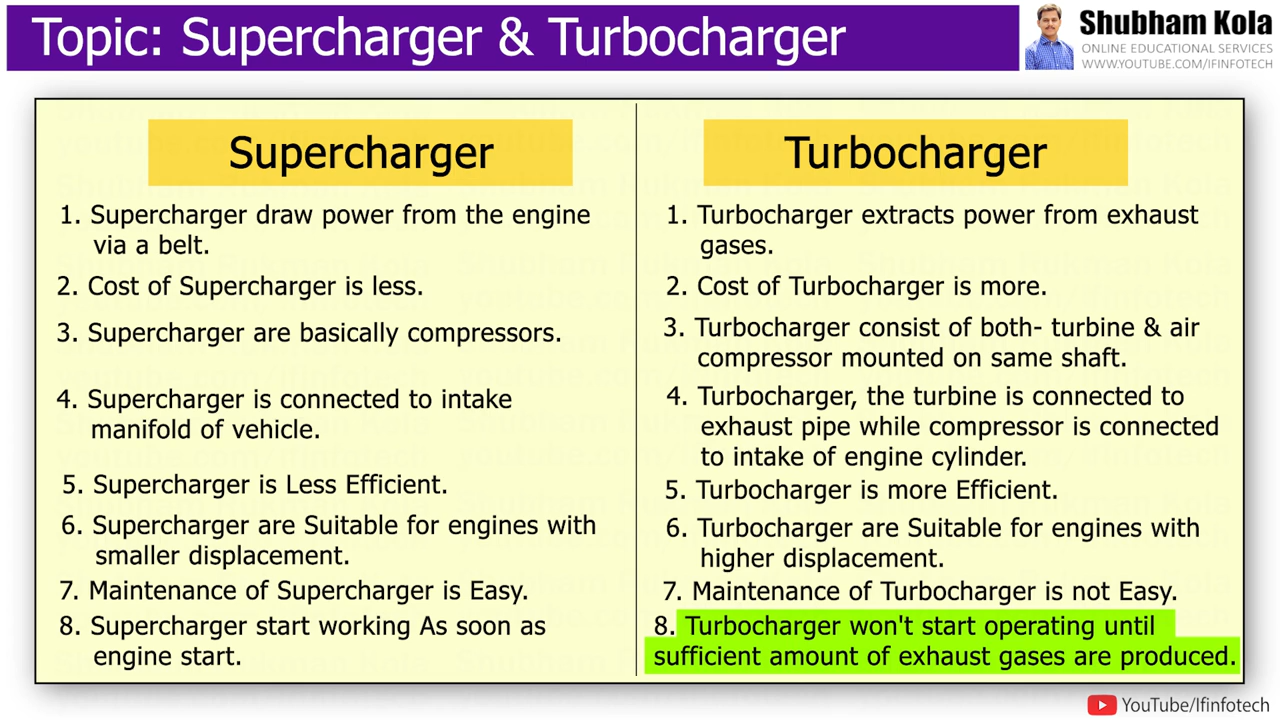 Topic: Supercharger & Turbocharger
Shubham Kola
ONLINE EDUCATIONAL SERVICES
WWW.YOUTUBE.COM/IFINFOTECH
Supercharger
1. Supercharger draw power from the engine
via a belt.
2. Cost of Supercharger is less.
3. Supercharger are basically compressors.
4. Supercharger is connected to intake
manifold of vehicle.
5. Supercharger is Less Efficient.
6. Supercharger are Suitable for engines with
smaller displacement.
7. Maintenance of Supercharger is Easy.
8. Supercharger start working As soon as
engine start.
Turbocharger
1. Turbocharger extracts power from exhaust
gases.
2. Cost of Turbocharger is more.
3. Turbocharger consist of both- turbine & air
compressor mounted on same shaft.
4. Turbocharger, the turbine is connected to
exhaust pipe while compressor is connected
to intake of engine cylinder.
5. Turbocharger is more Efficient.
6. Turbocharger are Suitable for engines with
higher displacement.
7. Maintenance of Turbocharger is not Easy.
8. Turbocharger won't start operating until
sufficient amount of exhaust gases are produced.
YouTube/Ifinfotech